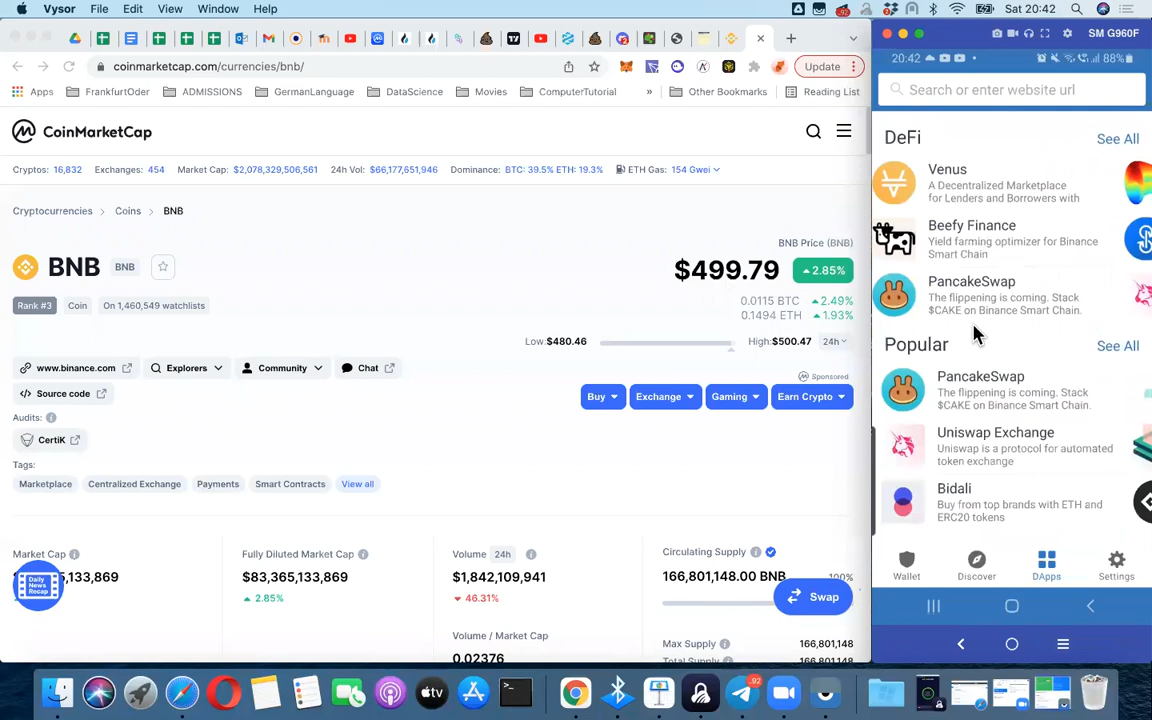 Vysor File Edit View Window Help
Sat 20:42
coinmarketcap.com/currencies/bnb/
Update
Apps FrankfurtOder ADMISSIONS GermanLanguage DataScience Movies ComputerTutorial » Other Bookmarks Reading List
CoinMarketCap
Cryptos: 16,832 Exchanges: 454 Market Cap: $2,078,329,506,561 24h Vol: $66,177,651,946 Dominance: BTC: 39.5% ETH: 19.3% ETH Gas: 154 Gwei
Cryptocurrencies > Coins > BNB
BNB BNB
BNB Price (BNB)
$499.79 2.85%
Rank #3 Coin On 1,460,549 watchlists
0.0115 BTC 2.49%
0.1494 ETH 1.93%
Low: $480.46 High: $500.47 24h
www.binance.com Explorers Community Chat
Sponsored
</> Source code
Buy Exchange Gaming Earn Crypto
Audits:
CertiK
Tags:
Marketplace Centralized Exchange Payments Smart Contracts View all
Market Cap Fully Diluted Market Cap Volume 24h Circulating Supply
5,133,869 $83,365,133,869 $1,842,109,941 166,801,148.00 BNB 100%
Daily News Recap
2.85% 46.31%
Swap
Volume / Market Cap
0.02376
Max Supply 166,801,148
Total Supply 166,801,148
SM G960F
20:42 88%
Search or enter website url
DeFi See All
Venus
A Decentralized Marketplace
for Lenders and Borrowers with
Beefy Finance
Yield farming optimizer for Binance
Smart Chain
PancakeSwap
The flippening is coming. Stack
$CAKE on Binance Smart Chain.
Popular See All
PancakeSwap
The flippening is coming. Stack
$CAKE on Binance Smart Chain.
Uniswap Exchange
Uniswap is a protocol for automated
token exchange
Bidali
Buy from top brands with ETH and
ERC20 tokens
Wallet Discover DApps Settings